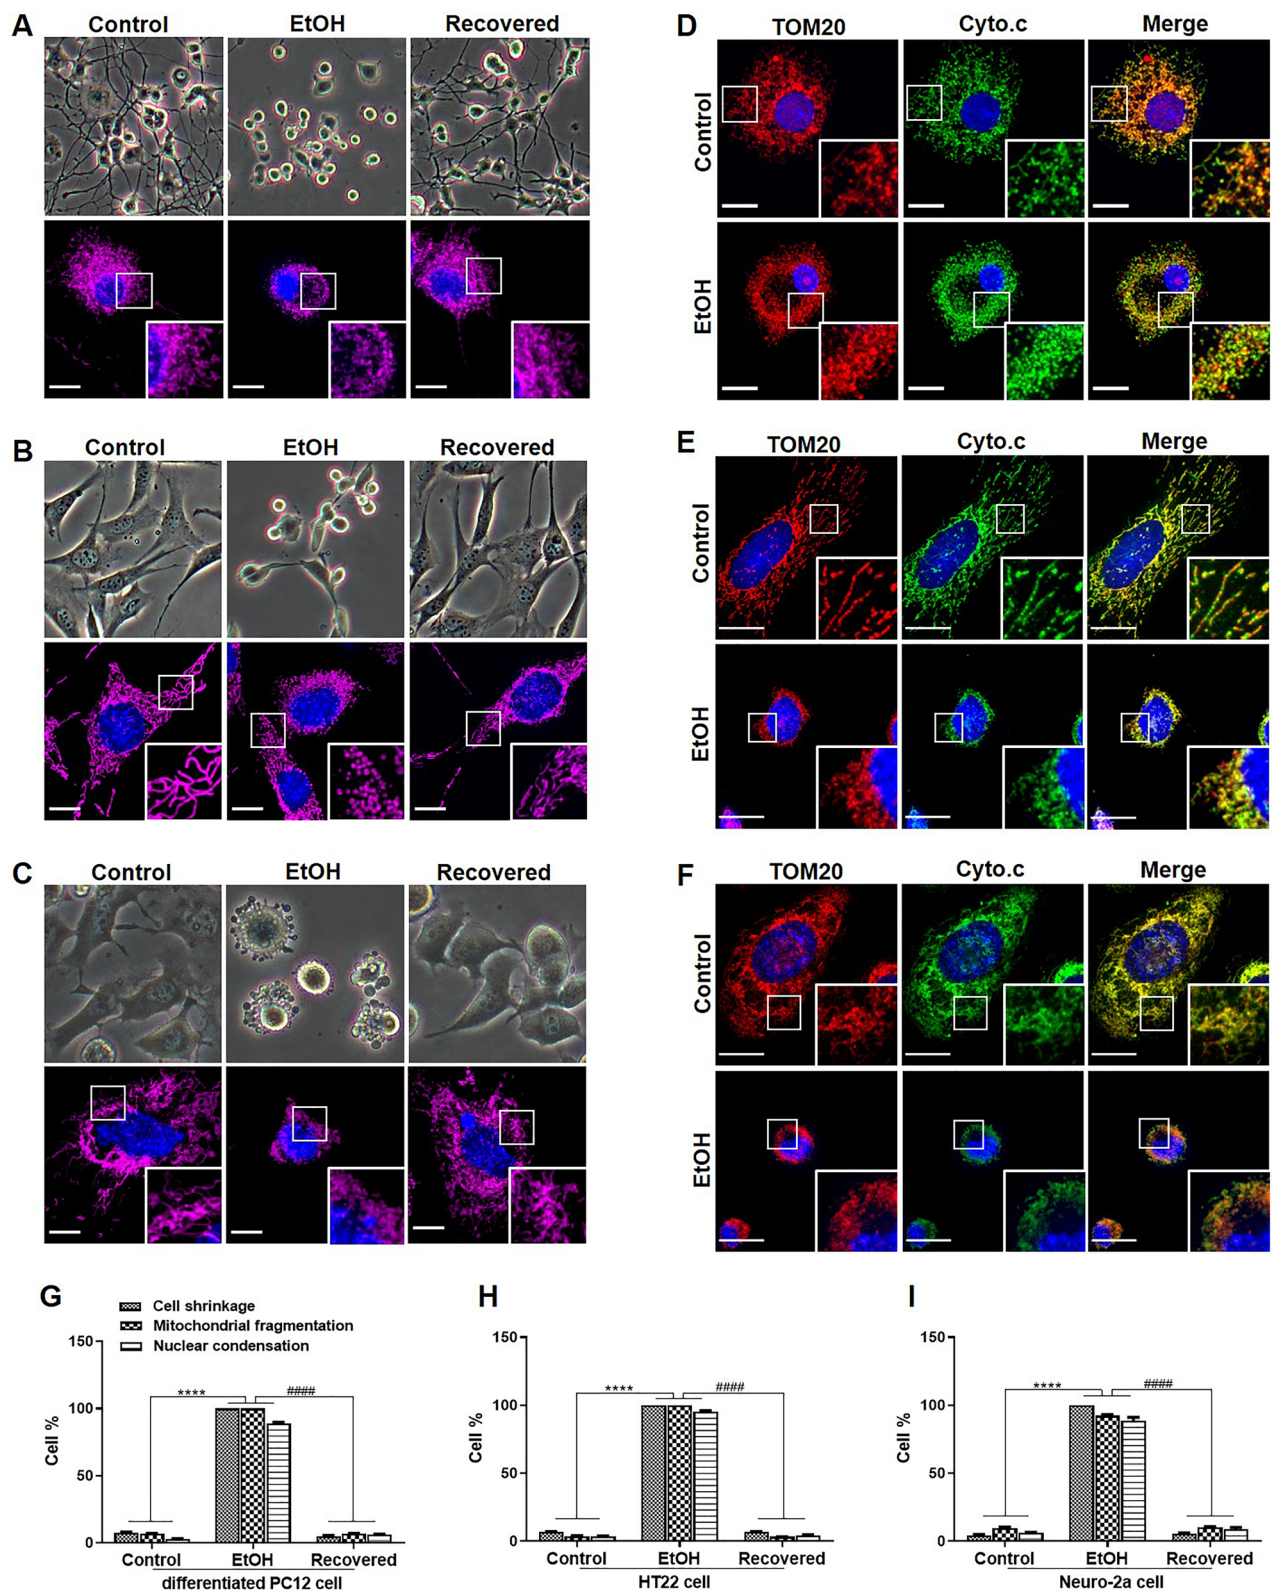 A
Control EtOH Recovered
B
Control EtOH Recovered
C
Control EtOH Recovered
D
TOM20 Cyto.c Merge
Control
EtOH
E
TOM20 Cyto.c Merge
Control
EtOH
F
TOM20 Cyto.c Merge
Control
EtOH
G
Cell shrinkage
Mitochondrial fragmentation
Nuclear condensation
150
100
50
0
Cell %
**** ####
Control EtOH Recovered
differentiated PC12 cell
H
150
100
50
0
Cell %
**** ####
Control EtOH Recovered
HT22 cell
I
150
100
50
0
Cell %
**** ####
Control EtOH Recovered
Neuro-2a cell